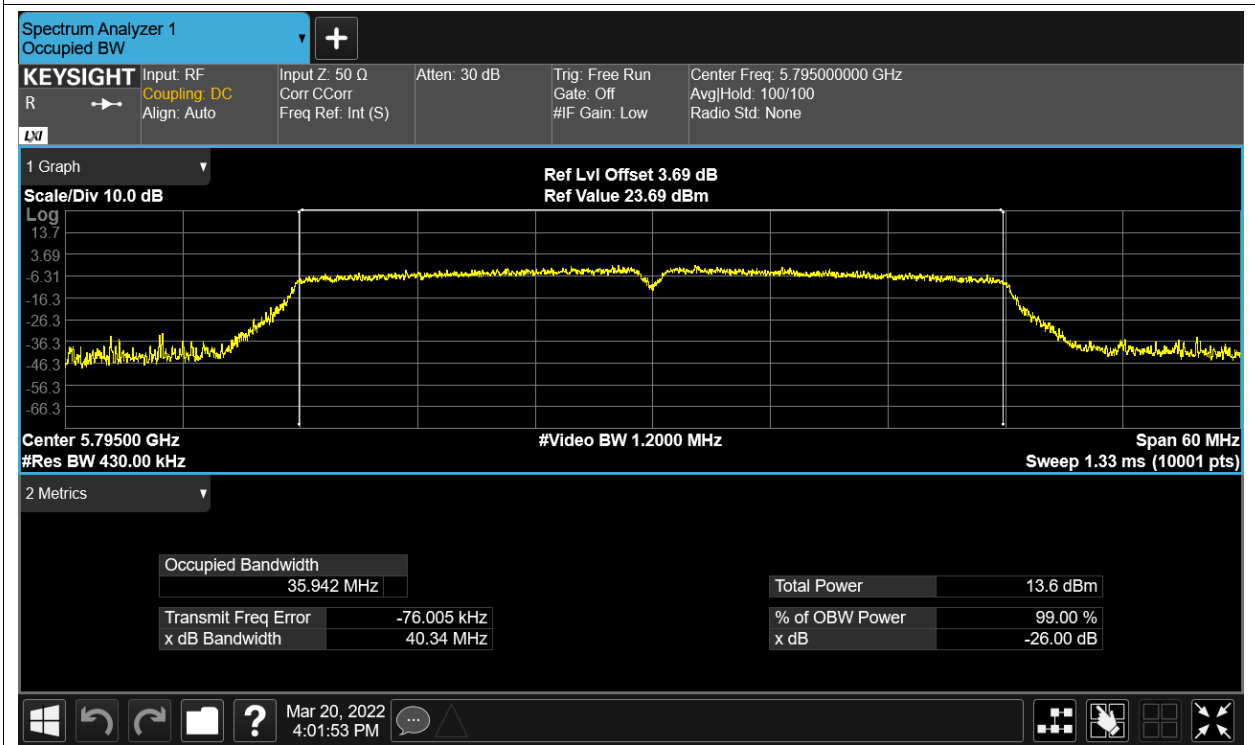 Spectrum Analyzer 1
Occupied BW
KEYSIGHT
R
LXI
Input: RF
Coupling: DC
Align: Auto
Input Z: 50 Ω
Corr CCorr
Freq Ref: Int (S)
Atten: 30 dB
Trig: Free Run
Gate: Off
#IF Gain: Low
Center Freq: 5.795000000 GHz
Avg|Hold: 100/100
Radio Std: None
1 Graph
Scale/Div 10.0 dB
Ref Lvl Offset 3.69 dB
Ref Value 23.69 dBm
Log
13.7
3.69
-6.31
-16.3
-26.3
-36.3
-46.3
-56.3
-66.3
Center 5.79500 GHz
#Res BW 430.00 kHz
#Video BW 1.2000 MHz
Span 60 MHz
Sweep 1.33 ms (10001 pts)
2 Metrics
Occupied Bandwidth
35.942 MHz
Transmit Freq Error -76.005 kHz
x dB Bandwidth 40.34 MHz
Total Power 13.6 dBm
% of OBW Power 99.00 %
x dB -26.00 dB
?
Mar 20, 2022
4:01:53 PM